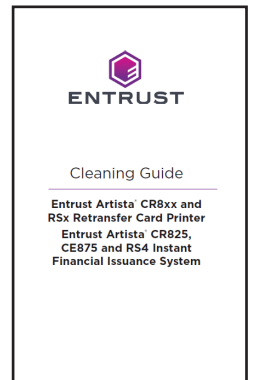 ENTRUST
Cleaning Guide
Entrust Artista® CR8xx and
RSx Retransfer Card Printer
Entrust Artista® CR825,
CE875 and RS4 Instant
Financial Issuance System